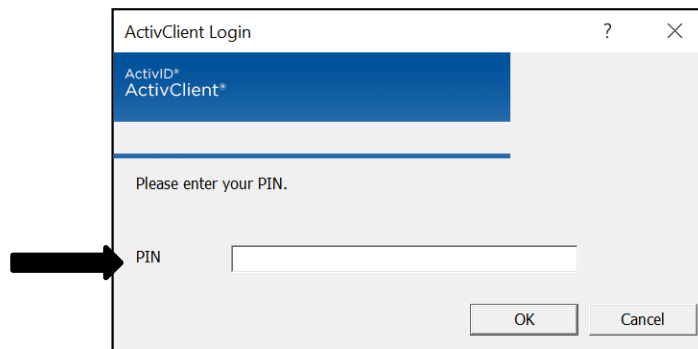 ActivClient Login
ActivID®
ActivClient®
Please enter your PIN.
PIN
OK Cancel